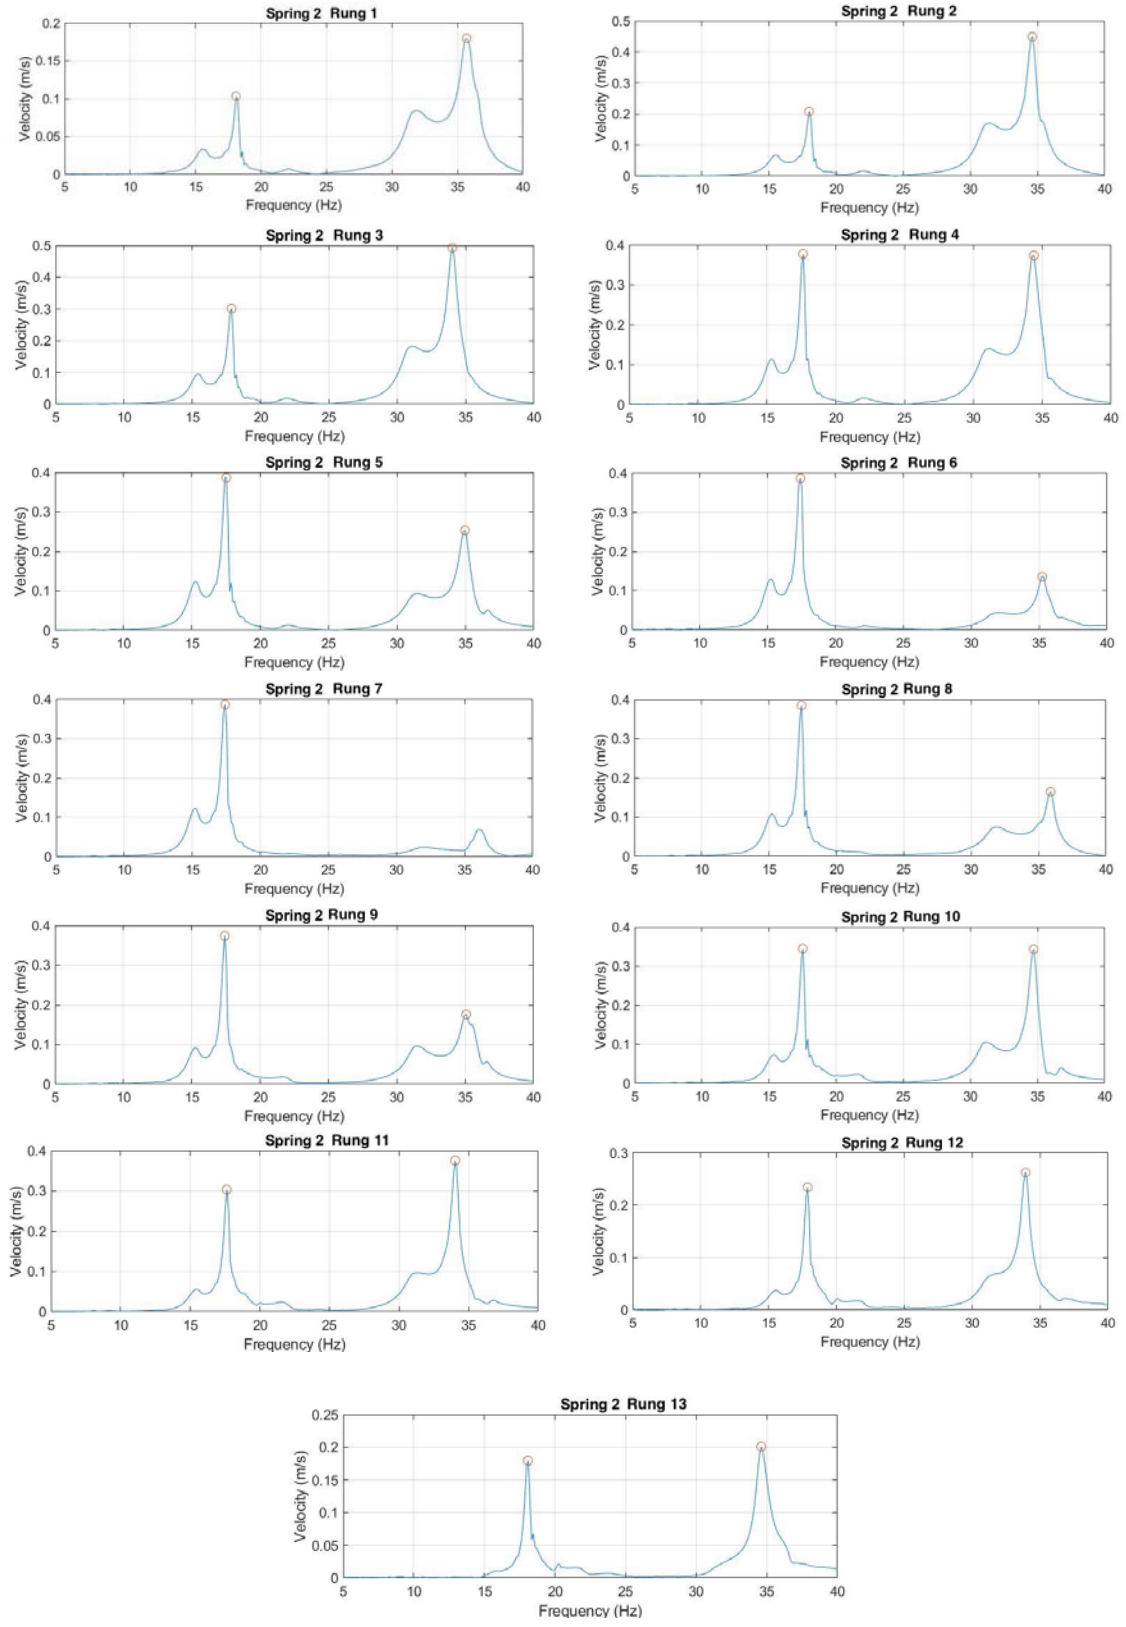 Spring 2 Rung 1
Velocity (m/s)
0.2
0.15
0.1
0.05
0
5 10 15 20 25 30 35 40
Frequency (Hz)
Spring 2 Rung 2
Velocity (m/s)
0.5
0.4
0.3
0.2
0.1
0
5 10 15 20 25 30 35 40
Frequency (Hz)
Spring 2 Rung 3
Velocity (m/s)
0.5
0.4
0.3
0.2
0.1
0
5 10 15 20 25 30 35 40
Frequency (Hz)
Spring 2 Rung 4
Velocity (m/s)
0.4
0.3
0.2
0.1
0
5 10 15 20 25 30 35 40
Frequency (Hz)
Spring 2 Rung 5
Velocity (m/s)
0.4
0.3
0.2
0.1
0
5 10 15 20 25 30 35 40
Frequency (Hz)
Spring 2 Rung 6
Velocity (m/s)
0.4
0.3
0.2
0.1
0
5 10 15 20 25 30 35 40
Frequency (Hz)
Spring 2 Rung 7
Velocity (m/s)
0.4
0.3
0.2
0.1
0
5 10 15 20 25 30 35 40
Frequency (Hz)
Spring 2 Rung 8
Velocity (m/s)
0.4
0.3
0.2
0.1
0
5 10 15 20 25 30 35 40
Frequency (Hz)
Spring 2 Rung 9
Velocity (m/s)
0.4
0.3
0.2
0.1
0
5 10 15 20 25 30 35 40
Frequency (Hz)
Spring 2 Rung 10
Velocity (m/s)
0.4
0.3
0.2
0.1
0
5 10 15 20 25 30 35 40
Frequency (Hz)
Spring 2 Rung 11
Velocity (m/s)
0.4
0.3
0.2
0.1
0
5 10 15 20 25 30 35 40
Frequency (Hz)
Spring 2 Rung 12
Velocity (m/s)
0.3
0.2
0.1
0
5 10 15 20 25 30 35 40
Frequency (Hz)
Spring 2 Rung 13
Velocity (m/s)
0.25
0.2
0.15
0.1
0.05
0
5 10 15 20 25 30 35 40
Frequency (Hz)